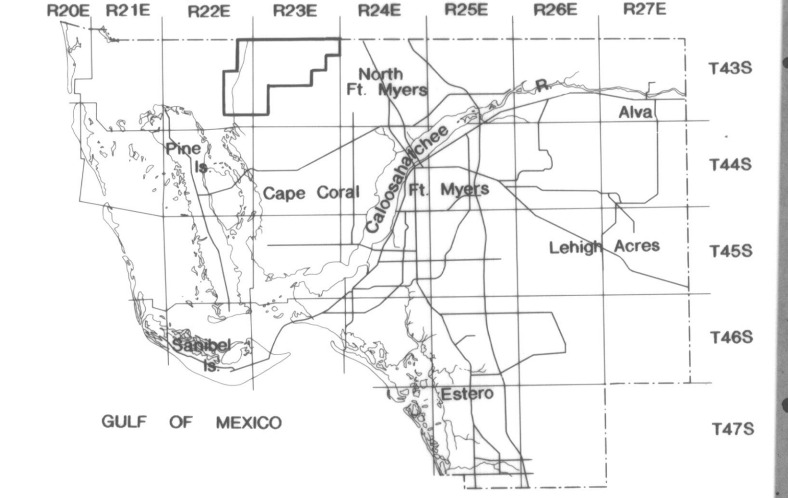 R20E R21E R22E R23E R24E R25E R26E R27E
T43S
North
Ft. Myers
R.
Alva
Pine
Is.
T44S
Cape Coral
Caloosahatchee
Ft. Myers
Lehigh Acres
T45S
Sanibel
Is.
T46S
Estero
GULF OF MEXICO
T47S